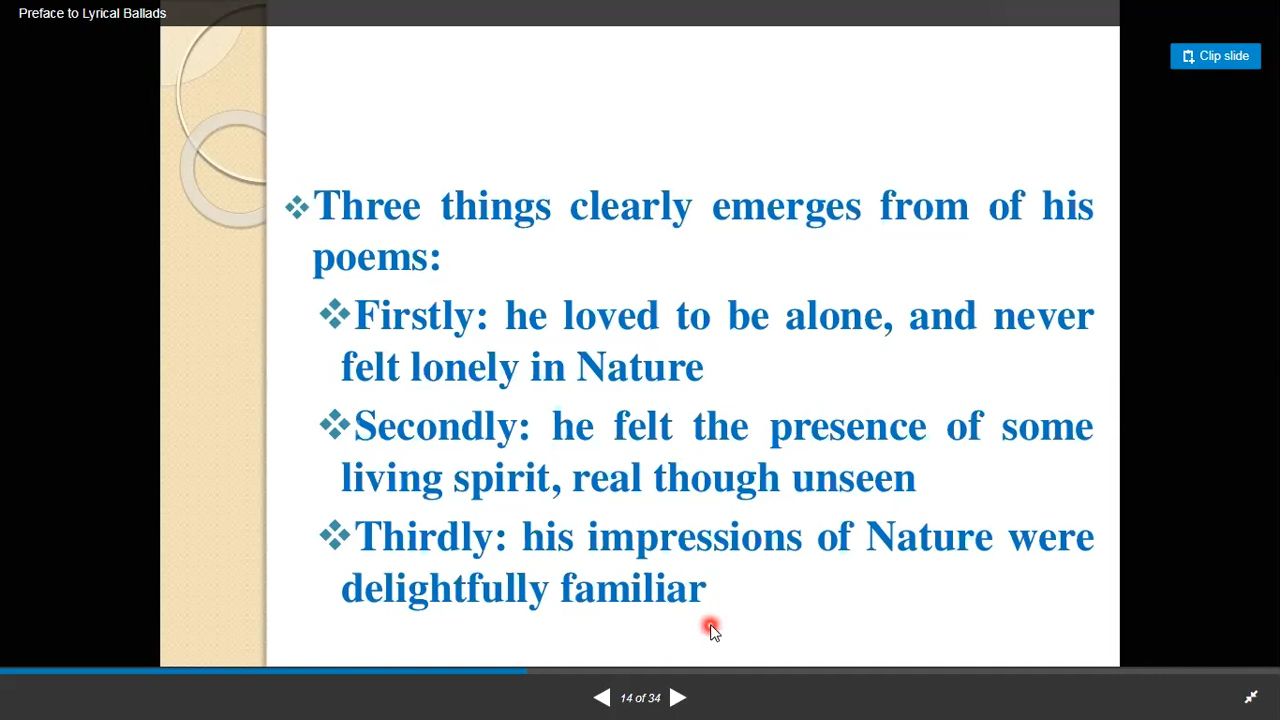 Preface to Lyrical Ballads
Clip slide
Three things clearly emerges from of his
poems:
Firstly: he loved to be alone, and never
felt lonely in Nature
Secondly: he felt the presence of some
living spirit, real though unseen
Thirdly: his impressions of Nature were
delightfully familiar
14 of 34